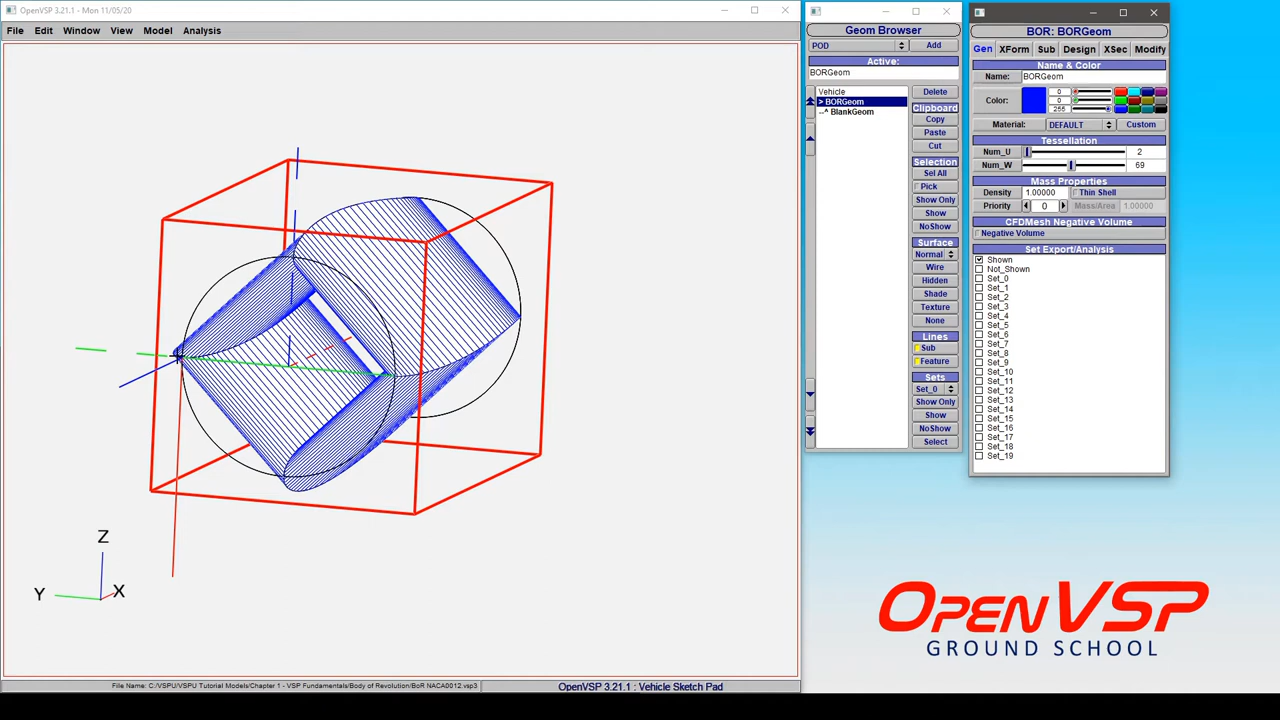 OpenVSP 3.21.1 - Mon 11/05/20
File Edit Window View Model Analysis
Z
Y
X
File Name: C:/VSPU/VSPU Tutorial Models/Chapter 1 - VSP Fundamentals/Body of Revolution/BoR NACA0012.vsp3
OpenVSP 3.21.1 : Vehicle Sketch Pad
Geom Browser
POD Add
Active:
BORGeom
Vehicle
> BORGeom
--^ BlankGeom
Delete
Clipboard
Copy
Paste
Cut
Selection
Sel All
Pick
Show Only
Show
NoShow
Surface
Normal
Wire
Hidden
Shade
Texture
None
Lines
Sub
Feature
Sets
Set_0
Show Only
Show
NoShow
Select
BOR: BORGeom
Gen XForm Sub Design XSec Modify
Name & Color
Name: BORGeom
Color: 0
0
255
Material: DEFAULT Custom
Tessellation
Num_U 2
Num_W 69
Mass Properties
Density 1.00000 Thin Shell
Priority 0 Mass/Area 1.00000
CFDMesh Negative Volume
Negative Volume
Set Export/Analysis
Shown
Not_Shown
Set_0
Set_1
Set_2
Set_3
Set_4
Set_5
Set_6
Set_7
Set_8
Set_9
Set_10
Set_11
Set_12
Set_13
Set_14
Set_15
Set_16
Set_17
Set_18
Set_19
OPENVSP
GROUND SCHOOL